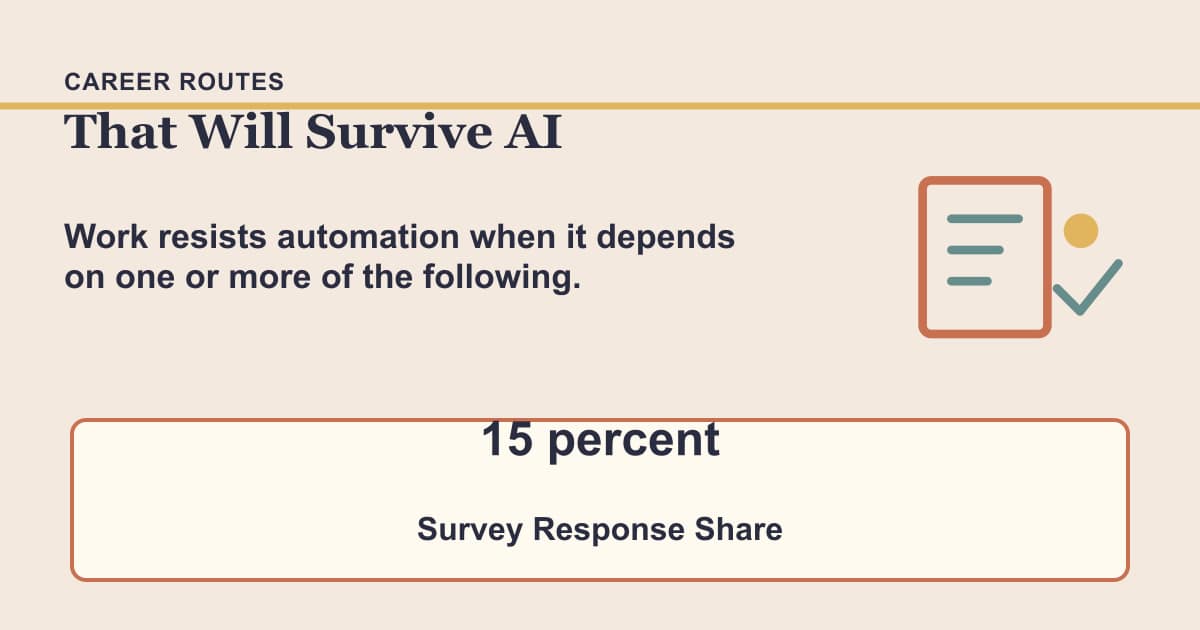 CAREER ROUTES
That Will Survive AI
Work resists automation when it depends
on one or more of the following.
15 percent
Survey Response Share